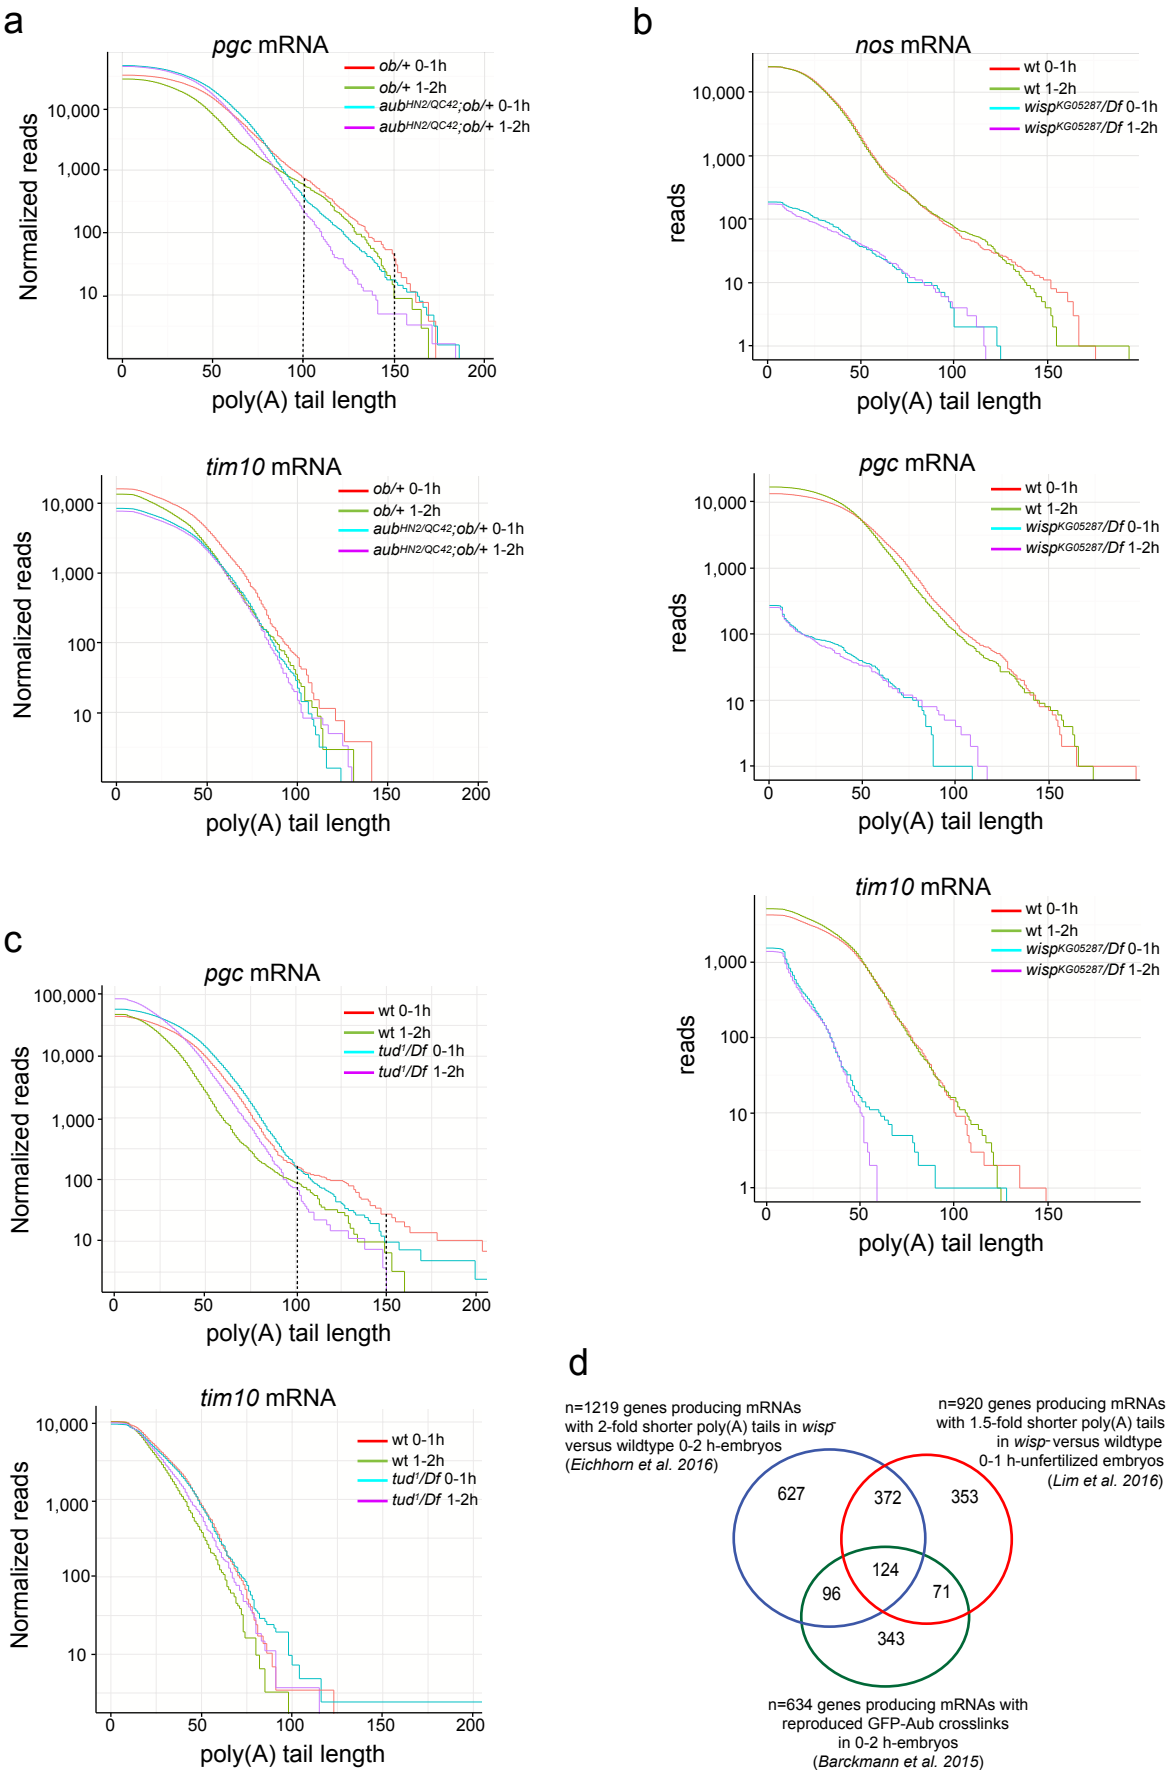 a
pgc mRNA
ob/+ 0-1h
ob/+ 1-2h
aubHN2/QC42;ob/+ 0-1h
aubHN2/QC42;ob/+ 1-2h
Normalized reads
10,000
1,000
100
10
0
50
100
150
200
poly(A) tail length
tim10 mRNA
ob/+ 0-1h
ob/+ 1-2h
aubHN2/QC42;ob/+ 0-1h
aubHN2/QC42;ob/+ 1-2h
Normalized reads
10,000
1,000
100
10
0
50
100
150
200
poly(A) tail length
b
nos mRNA
wt 0-1h
wt 1-2h
wispKG05287/Df 0-1h
wispKG05287/Df 1-2h
reads
10,000
1,000
100
10
1
0
50
100
150
poly(A) tail length
pgc mRNA
wt 0-1h
wt 1-2h
wispKG05287/Df 0-1h
wispKG05287/Df 1-2h
reads
10,000
1,000
100
10
1
0
50
100
150
poly(A) tail length
tim10 mRNA
wt 0-1h
wt 1-2h
wispKG05287/Df 0-1h
wispKG05287/Df 1-2h
reads
1,000
100
10
1
0
50
100
150
poly(A) tail length
c
pgc mRNA
wt 0-1h
wt 1-2h
tud1/Df 0-1h
tud1/Df 1-2h
Normalized reads
100,000
10,000
1,000
100
10
0
50
100
150
200
poly(A) tail length
tim10 mRNA
wt 0-1h
wt 1-2h
tud1/Df 0-1h
tud1/Df 1-2h
Normalized reads
10,000
1,000
100
10
0
50
100
150
200
poly(A) tail length
d
n=1219 genes producing mRNAs
with 2-fold shorter poly(A) tails in wisp-
versus wildtype 0-2 h-embryos
(Eichhorn et al. 2016)
n=920 genes producing mRNAs
with 1.5-fold shorter poly(A) tails
in wisp- versus wildtype
0-1 h-unfertilized embryos
(Lim et al. 2016)
627
372
353
124
96
71
343
n=634 genes producing mRNAs with
reproduced GFP-Aub crosslinks
in 0-2 h-embryos
(Barckmann et al. 2015)